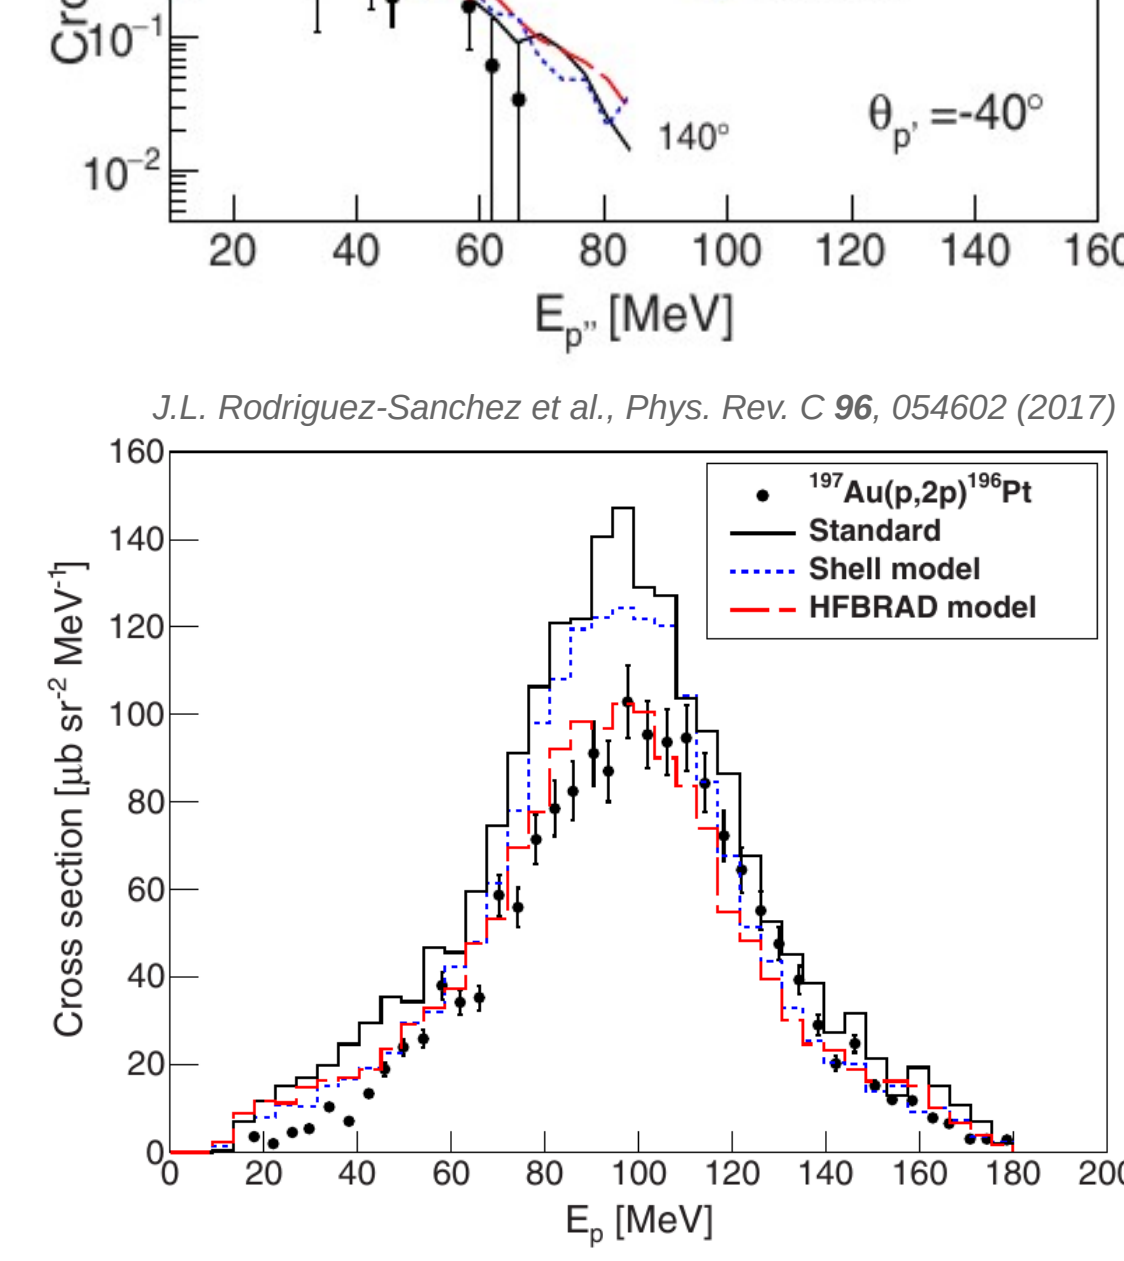 Cro
10⁻¹
θp' =-40°
140°
10⁻²
20 40 60 80 100 120 140 160
Ep'' [MeV]
J.L. Rodriguez-Sanchez et al., Phys. Rev. C 96, 054602 (2017)
160
¹⁹⁷Au(p,2p)¹⁹⁶Pt
140
Standard
Shell model
120
HFBRAD model
100
80
60
40
20
0
Cross section [μb sr⁻² MeV⁻¹]
0 20 40 60 80 100 120 140 160 180 200
Ep [MeV]